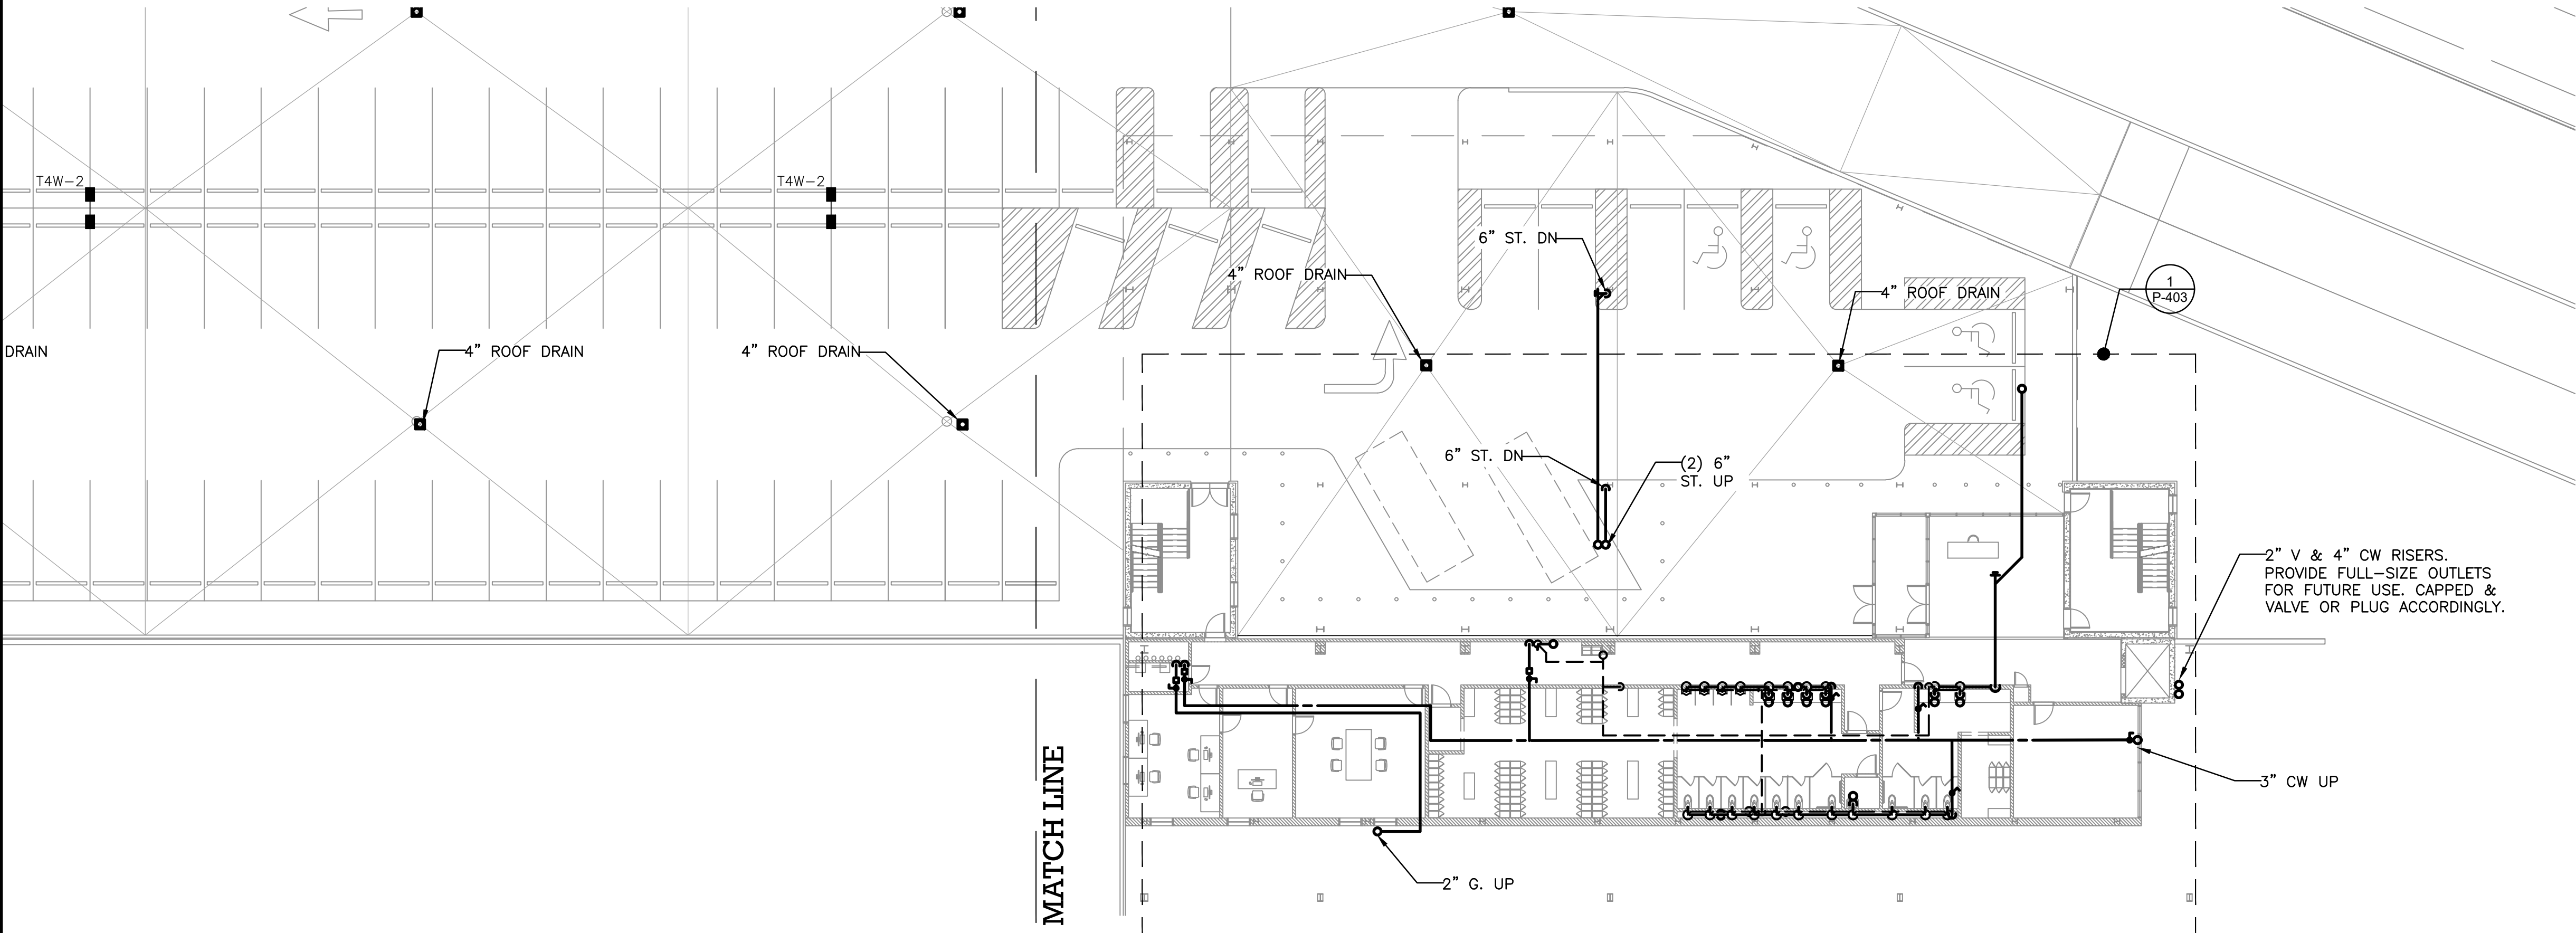 T4W-2
T4W-2
6" ST. DN
4" ROOF DRAIN
4" ROOF DRAIN
1
P-403
DRAIN
4" ROOF DRAIN
4" ROOF DRAIN
6" ST. DN
(2) 6"
ST. UP
2" V & 4" CW RISERS.
PROVIDE FULL-SIZE OUTLETS
FOR FUTURE USE. CAPPED &
VALVE OR PLUG ACCORDINGLY.
MATCH LINE
3" CW UP
2" G. UP